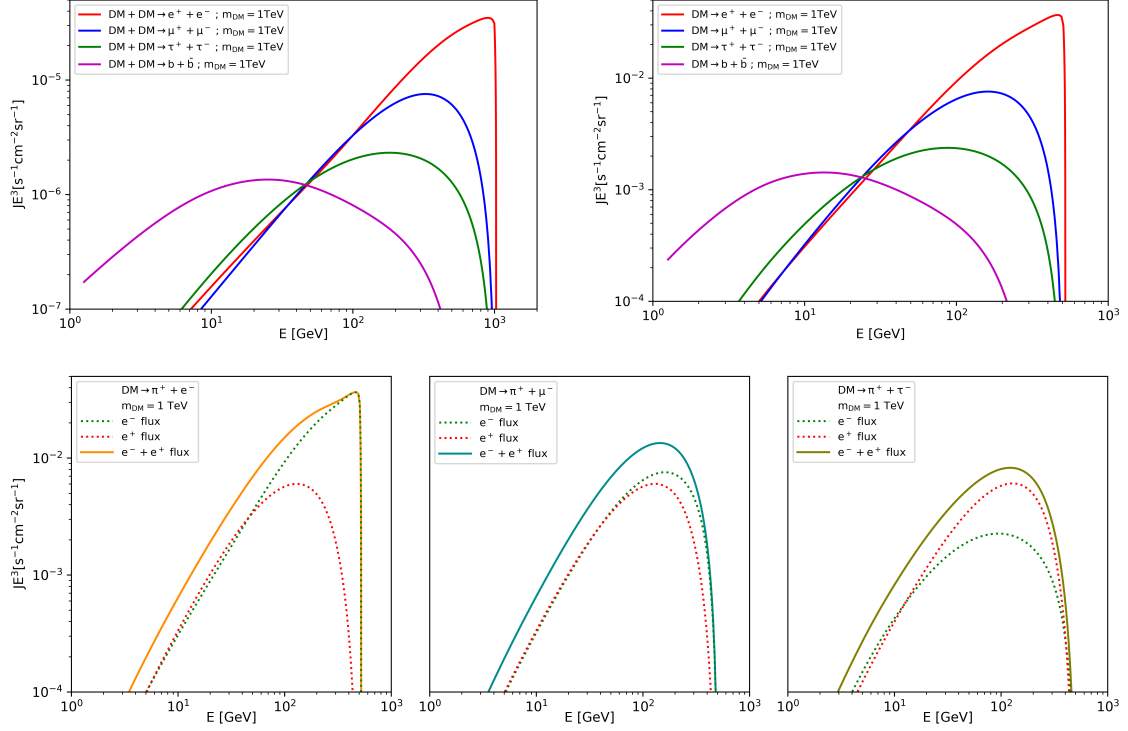 DM + DM → e⁺ + e⁻ ; m_DM = 1TeV
DM + DM → μ⁺ + μ⁻ ; m_DM = 1TeV
DM + DM → τ⁺ + τ⁻ ; m_DM = 1TeV
DM + DM → b + b̄ ; m_DM = 1TeV
10⁻⁵
10⁻⁶
10⁻⁷
JE³[s⁻¹cm⁻²sr⁻¹]
10⁰ 10¹ 10² 10³
E [GeV]
DM → e⁺ + e⁻ ; m_DM = 1TeV
DM → μ⁺ + μ⁻ ; m_DM = 1TeV
DM → τ⁺ + τ⁻ ; m_DM = 1TeV
DM → b + b̄ ; m_DM = 1TeV
10⁻²
10⁻³
10⁻⁴
JE³[s⁻¹cm⁻²sr⁻¹]
10⁰ 10¹ 10² 10³
E [GeV]
DM → π⁺ + e⁻
m_DM = 1 TeV
e⁻ flux
e⁺ flux
e⁻ + e⁺ flux
10⁻²
10⁻³
10⁻⁴
JE³[s⁻¹cm⁻²sr⁻¹]
10⁰ 10¹ 10² 10³
E [GeV]
DM → π⁺ + μ⁻
m_DM = 1 TeV
e⁻ flux
e⁺ flux
e⁻ + e⁺ flux
10⁰ 10¹ 10² 10³
E [GeV]
DM → π⁺ + τ⁻
m_DM = 1 TeV
e⁻ flux
e⁺ flux
e⁻ + e⁺ flux
10⁰ 10¹ 10² 10³
E [GeV]